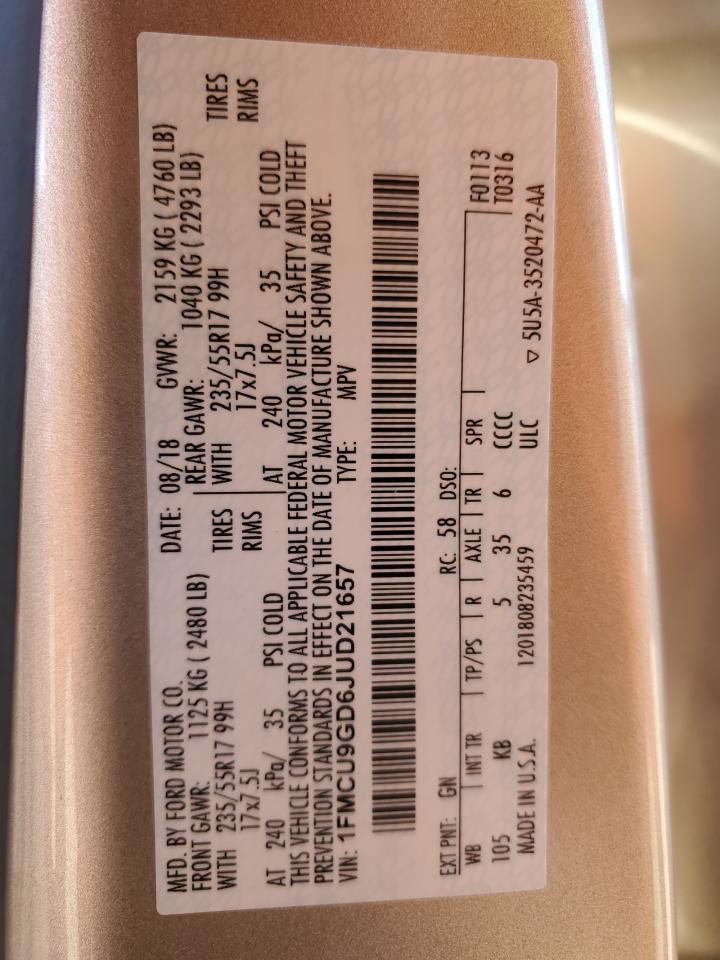 MFD. BY FORD MOTOR CO. DATE: 08/18 GVWR: 2159 KG ( 4760 LB)
FRONT GAWR: 1125 KG ( 2480 LB) REAR GAWR: 1040 KG ( 2293 LB)
WITH 235/55R17 99H TIRES WITH 235/55R17 99H TIRES
17x7.5J RIMS 17x7.5J RIMS
AT 240 kPa/ 35 PSI COLD AT 240 kPa/ 35 PSI COLD
THIS VEHICLE CONFORMS TO ALL APPLICABLE FEDERAL MOTOR VEHICLE SAFETY AND THEFT
PREVENTION STANDARDS IN EFFECT ON THE DATE OF MANUFACTURE SHOWN ABOVE.
VIN: 1FMCU9GD6JUD21657 TYPE: MPV
EXT PNT: GN RC: 58 DSO:
WB INT TR TP/PS R AXLE TR SPR F0113
105 KB 5 35 6 CCCC T0316
MADE IN U.S.A. 1201808235459 ULC
▽ 5U5A-3520472-AA